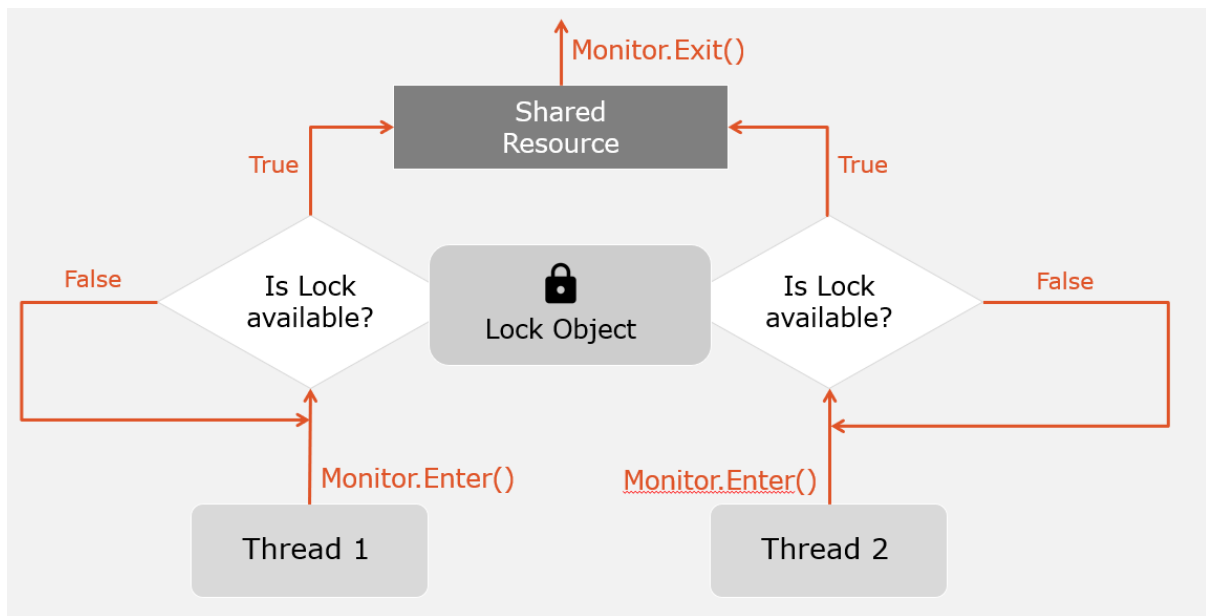 Monitor.Exit()
Shared
Resource
True
True
False
Is Lock
available?
Lock Object
Is Lock
available?
False
Monitor.Enter()
Monitor.Enter()
Thread 1
Thread 2